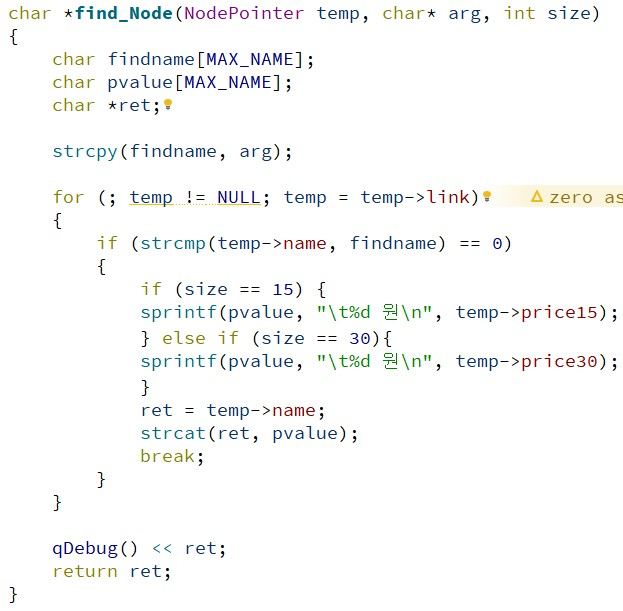 char *find_Node(NodePointer temp, char* arg, int size)
{
    char findname[MAX_NAME];
    char pvalue[MAX_NAME];
    char *ret;

    strcpy(findname, arg);

    for (; temp != NULL; temp = temp->link) zero as
    {
        if (strcmp(temp->name, findname) == 0)
        {
            if (size == 15) {
            sprintf(pvalue, "\t%d 원\n", temp->price15);
            } else if (size == 30){
            sprintf(pvalue, "\t%d 원\n", temp->price30);
            }
            ret = temp->name;
            strcat(ret, pvalue);
            break;
        }
    }

    qDebug() << ret;
    return ret;
}